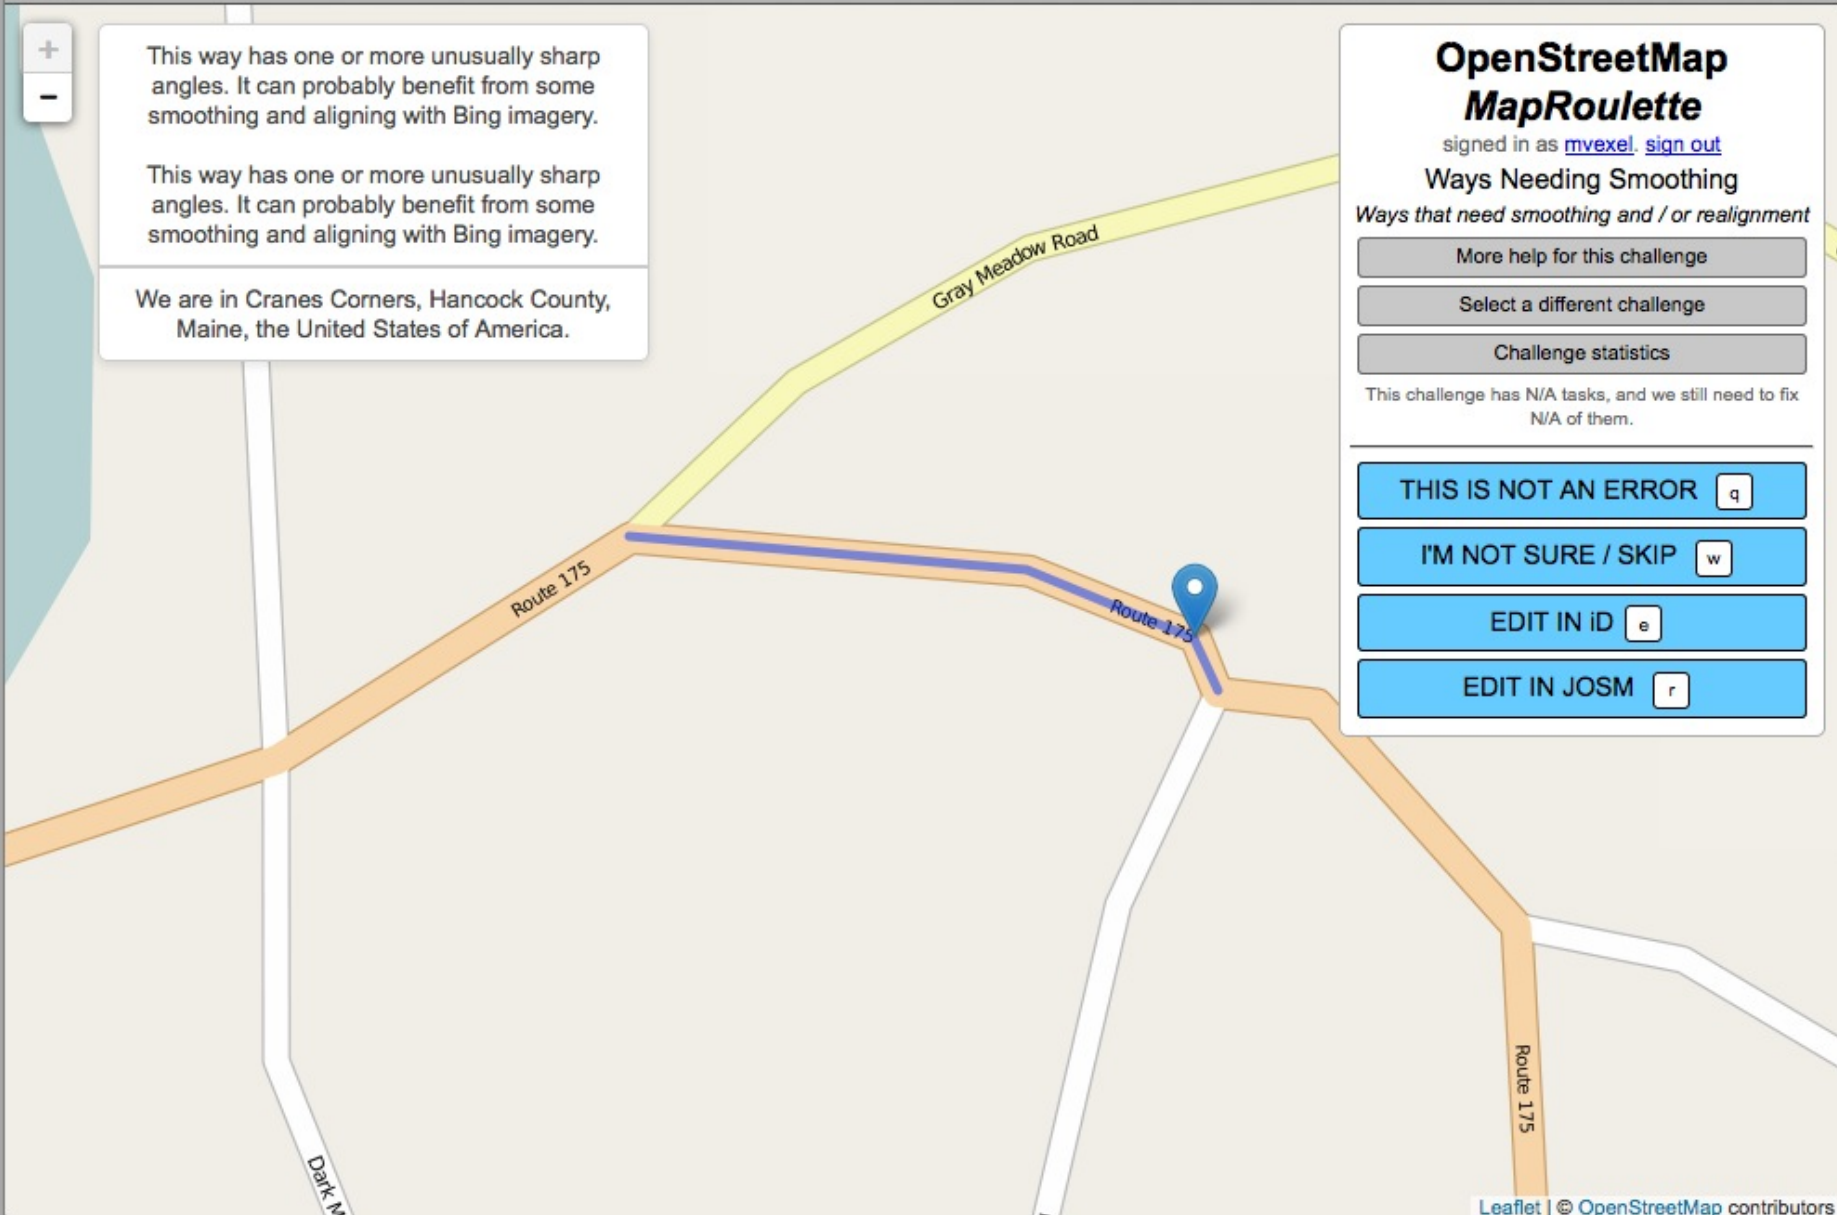 +
−
This way has one or more unusually sharp
angles. It can probably benefit from some
smoothing and aligning with Bing imagery.
This way has one or more unusually sharp
angles. It can probably benefit from some
smoothing and aligning with Bing imagery.
We are in Cranes Corners, Hancock County,
Maine, the United States of America.
OpenStreetMap
MapRoulette
signed in as mvexel. sign out
Ways Needing Smoothing
Ways that need smoothing and / or realignment
More help for this challenge
Select a different challenge
Challenge statistics
This challenge has N/A tasks, and we still need to fix
N/A of them.
THIS IS NOT AN ERROR q
I'M NOT SURE / SKIP w
EDIT IN iD e
EDIT IN JOSM r
Gray Meadow Road
Route 175
Route 175
Route 175
Dark M
Leaflet | © OpenStreetMap contributors